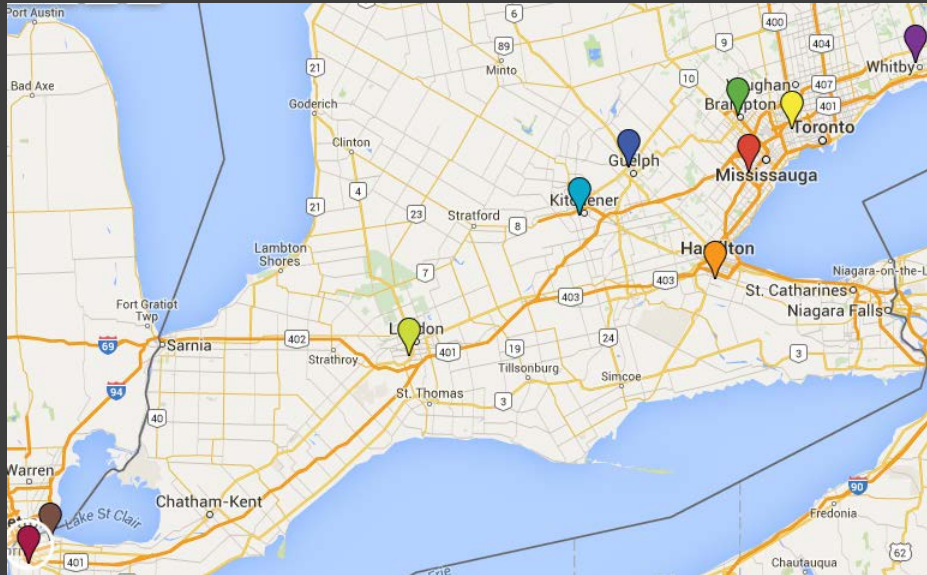 Port Austin
6
9
400
404
Whitby
89
Minto
Bad Axe
21
10
ughan
407
Goderich
Brampton
401
Toronto
Clinton
Guelph
Mississauga
4
Kitchener
21
23
Stratford
8
Lambton
Shores
Hamilton
7
403
403
Niagara-on-the-L
St. Catharines
Niagara Falls
Fort Gratiot
Twp
69
Sarnia
402
London
Strathroy
401
19
24
3
Tillsonburg
Simcoe
94
St. Thomas
3
40
Warren
Chatham-Kent
90
Fredonia
Lake St Clair
401
62
Chautauqua
Erie